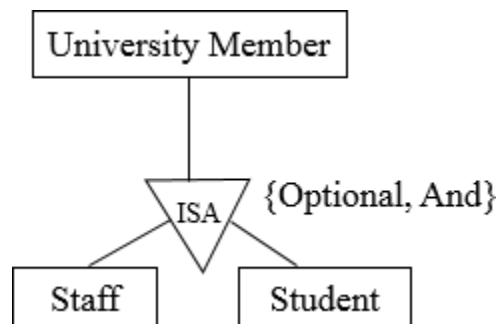 University Member
ISA
{Optional, And}
Staff
Student